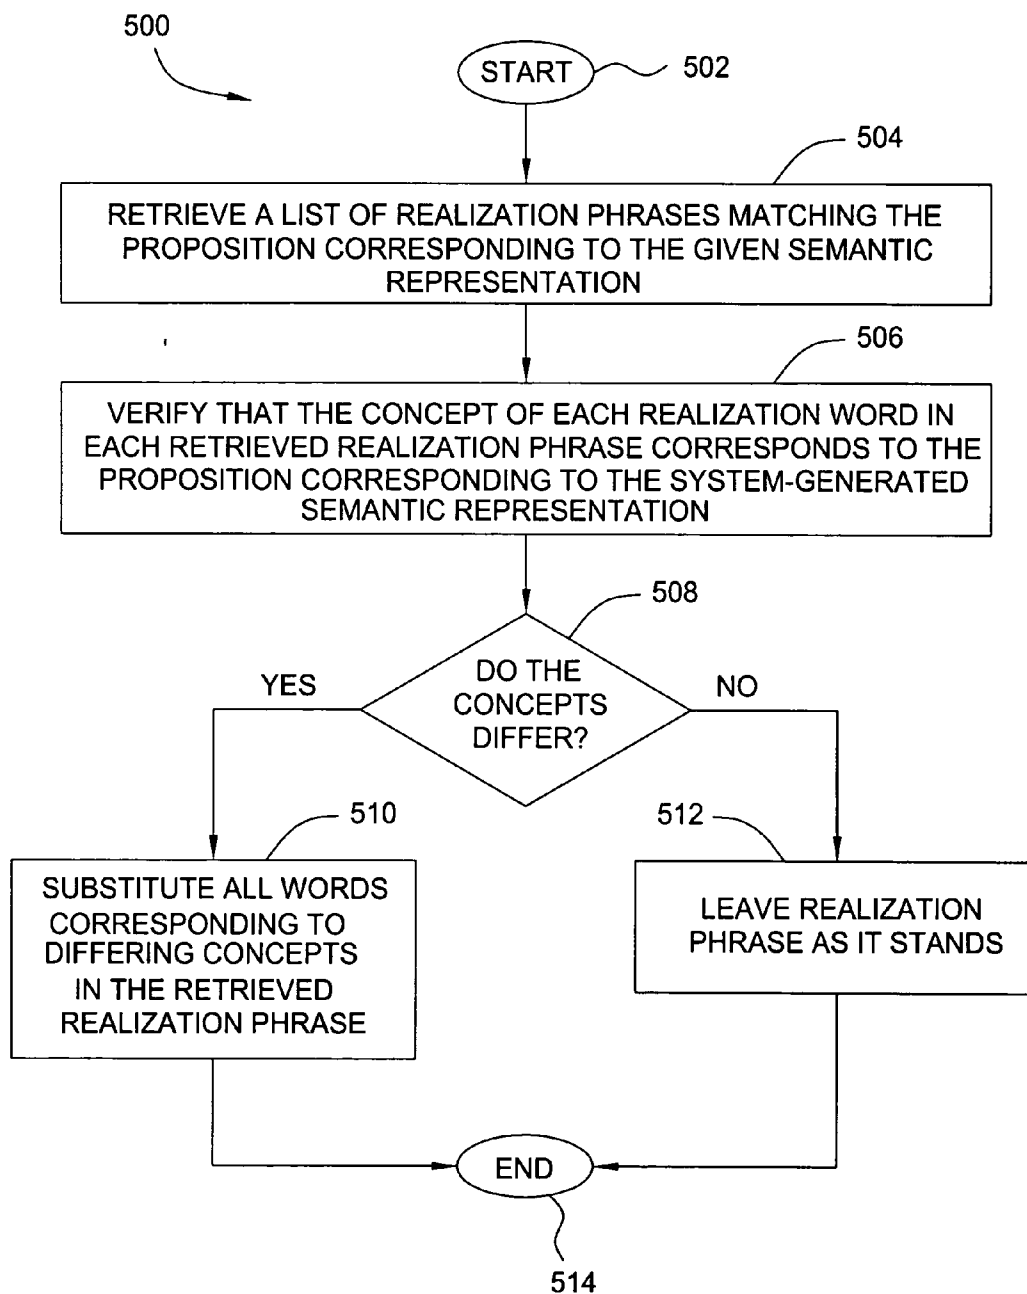 500
START
502
504
RETRIEVE A LIST OF REALIZATION PHRASES MATCHING THE
PROPOSITION CORRESPONDING TO THE GIVEN SEMANTIC
REPRESENTATION
506
VERIFY THAT THE CONCEPT OF EACH REALIZATION WORD IN
EACH RETRIEVED REALIZATION PHRASE CORRESPONDS TO THE
PROPOSITION CORRESPONDING TO THE SYSTEM-GENERATED
SEMANTIC REPRESENTATION
508
DO THE
CONCEPTS
DIFFER?
YES
NO
510
SUBSTITUTE ALL WORDS
CORRESPONDING TO
DIFFERING CONCEPTS
IN THE RETRIEVED
REALIZATION PHRASE
512
LEAVE REALIZATION
PHRASE AS IT STANDS
END
514